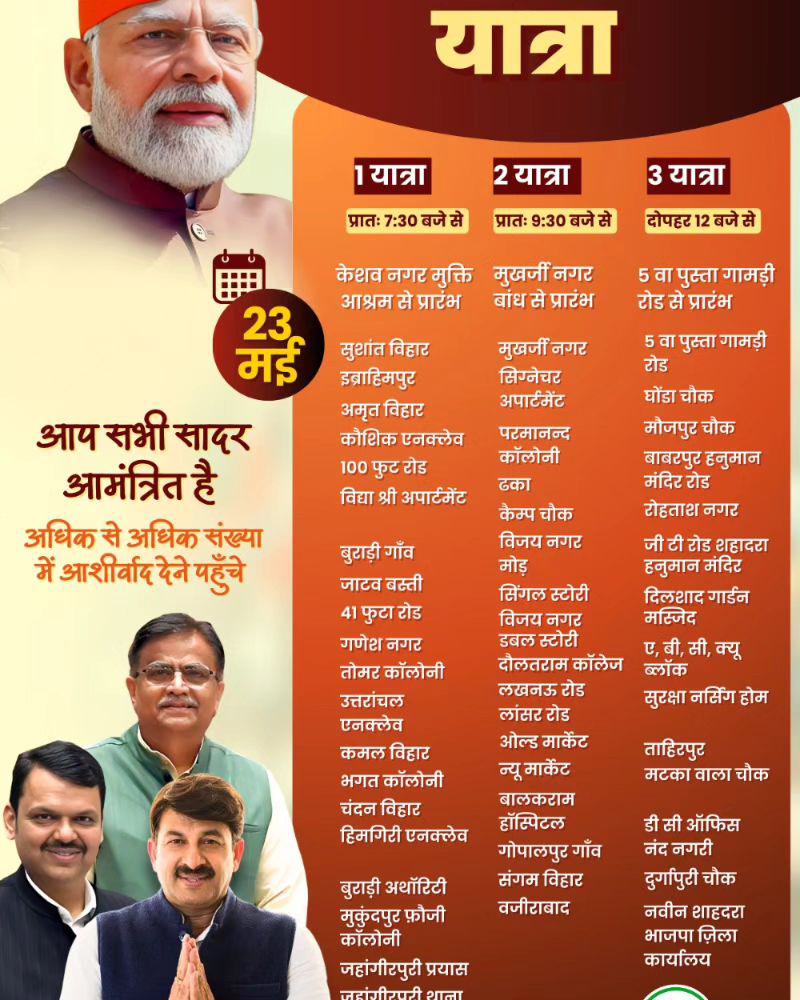 यात्रा
1 यात्रा
प्रातः 7:30 बजे से
केशव नगर मुक्ति
आश्रम से प्रारंभ
सुशांत विहार
इब्राहिमपुर
अमृत विहार
कौशिक एनक्लेव
100 फुट रोड
विद्या श्री अपार्टमेंट
बुराड़ी गाँव
जाटव बस्ती
41 फुटा रोड
गणेश नगर
तोमर कॉलोनी
उत्तरांचल
एनक्लेव
कमल विहार
भगत कॉलोनी
चंदन विहार
हिमगिरी एनक्लेव
बुराड़ी अथॉरिटी
मुकुंदपुर फ़ौजी
कॉलोनी
जहांगीरपुरी प्रयास
जहांगीरपुरी थाना
2 यात्रा
प्रातः 9:30 बजे से
मुखर्जी नगर
बांध से प्रारंभ
मुखर्जी नगर
सिग्नेचर
अपार्टमेंट
परमानन्द
कॉलोनी
ढका
कैम्प चौक
विजय नगर
मोड़
सिंगल स्टोरी
विजय नगर
डबल स्टोरी
दौलतराम कॉलेज
लखनऊ रोड
लांसर रोड
ओल्ड मार्केट
न्यू मार्केट
बालकराम
हॉस्पिटल
गोपालपुर गाँव
संगम विहार
वजीराबाद
3 यात्रा
दोपहर 12 बजे से
5 वा पुस्ता गामड़ी
रोड से प्रारंभ
5 वा पुस्ता गामड़ी
रोड
घोंडा चौक
मौजपुर चौक
बाबरपुर हनुमान
मंदिर रोड
रोहताश नगर
जी टी रोड शहादरा
हनुमान मंदिर
दिलशाद गार्डन
मस्जिद
ए, बी, सी, क्यू
ब्लॉक
सुरक्षा नर्सिंग होम
ताहिरपुर
मटका वाला चौक
डी सी ऑफिस
नंद नगरी
दुर्गापुरी चौक
नवीन शाहदरा
भाजपा ज़िला
कार्यालय
23
मई
आप सभी सादर
आमंत्रित है
अधिक से अधिक संख्या
में आशीर्वाद देने पहुँचे